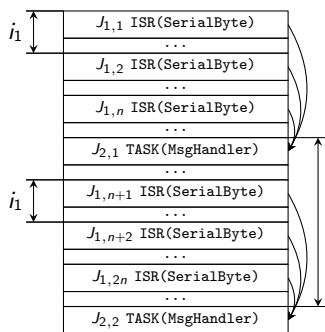 i₁
J₁,₁ ISR(SerialByte)
...
J₁,₂ ISR(SerialByte)
...
J₁,ₙ ISR(SerialByte)
...
J₂,₁ TASK(MsgHandler)
...
i₁
J₁,ₙ₊₁ ISR(SerialByte)
...
J₁,ₙ₊₂ ISR(SerialByte)
...
J₁,₂ₙ ISR(SerialByte)
...
J₂,₂ TASK(MsgHandler)